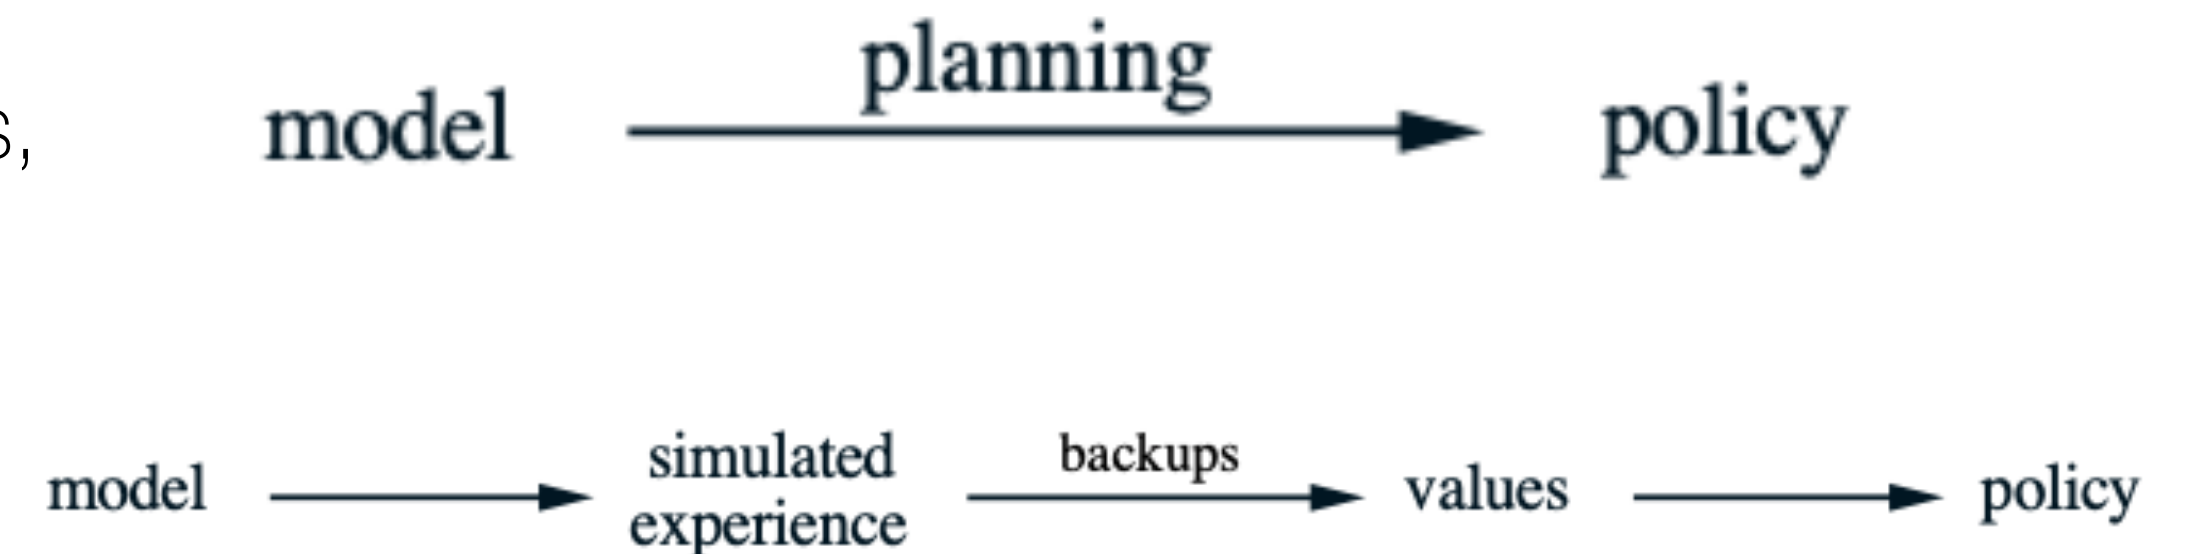 planning
s,
model
policy
simulated
backups
model
values
policy
experience